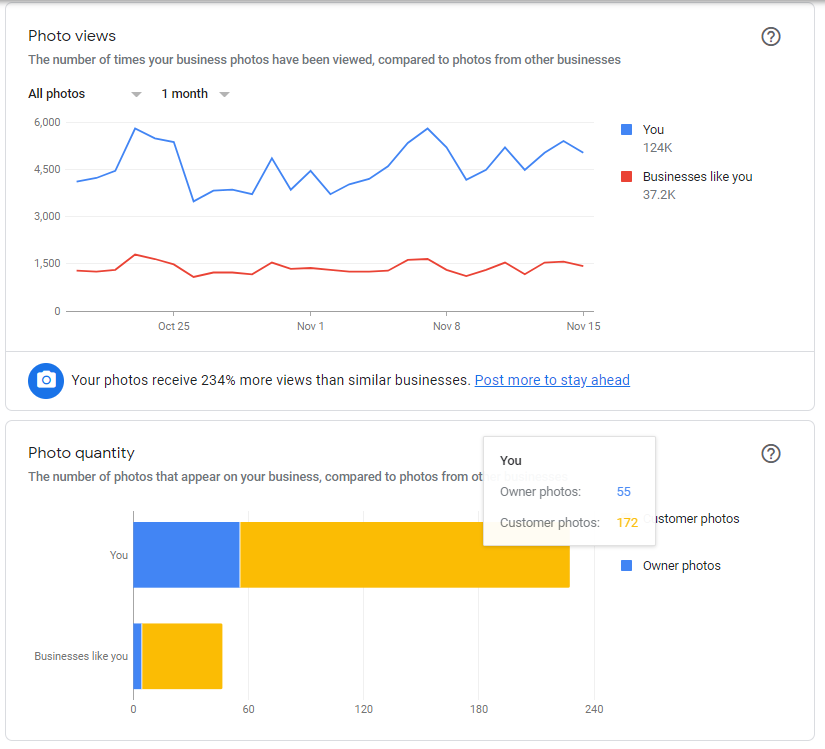 Photo views
The number of times your business photos have been viewed, compared to photos from other businesses
All photos 1 month
6,000
4,500
3,000
1,500
0
Oct 25 Nov 1 Nov 8 Nov 15
You
124K
Businesses like you
37.2K
Your photos receive 234% more views than similar businesses. Post more to stay ahead
Photo quantity
The number of photos that appear on your business, compared to photos from ot
You
Owner photos: 55
Customer photos: 172
ustomer photos
Owner photos
You
Businesses like you
0 60 120 180 240